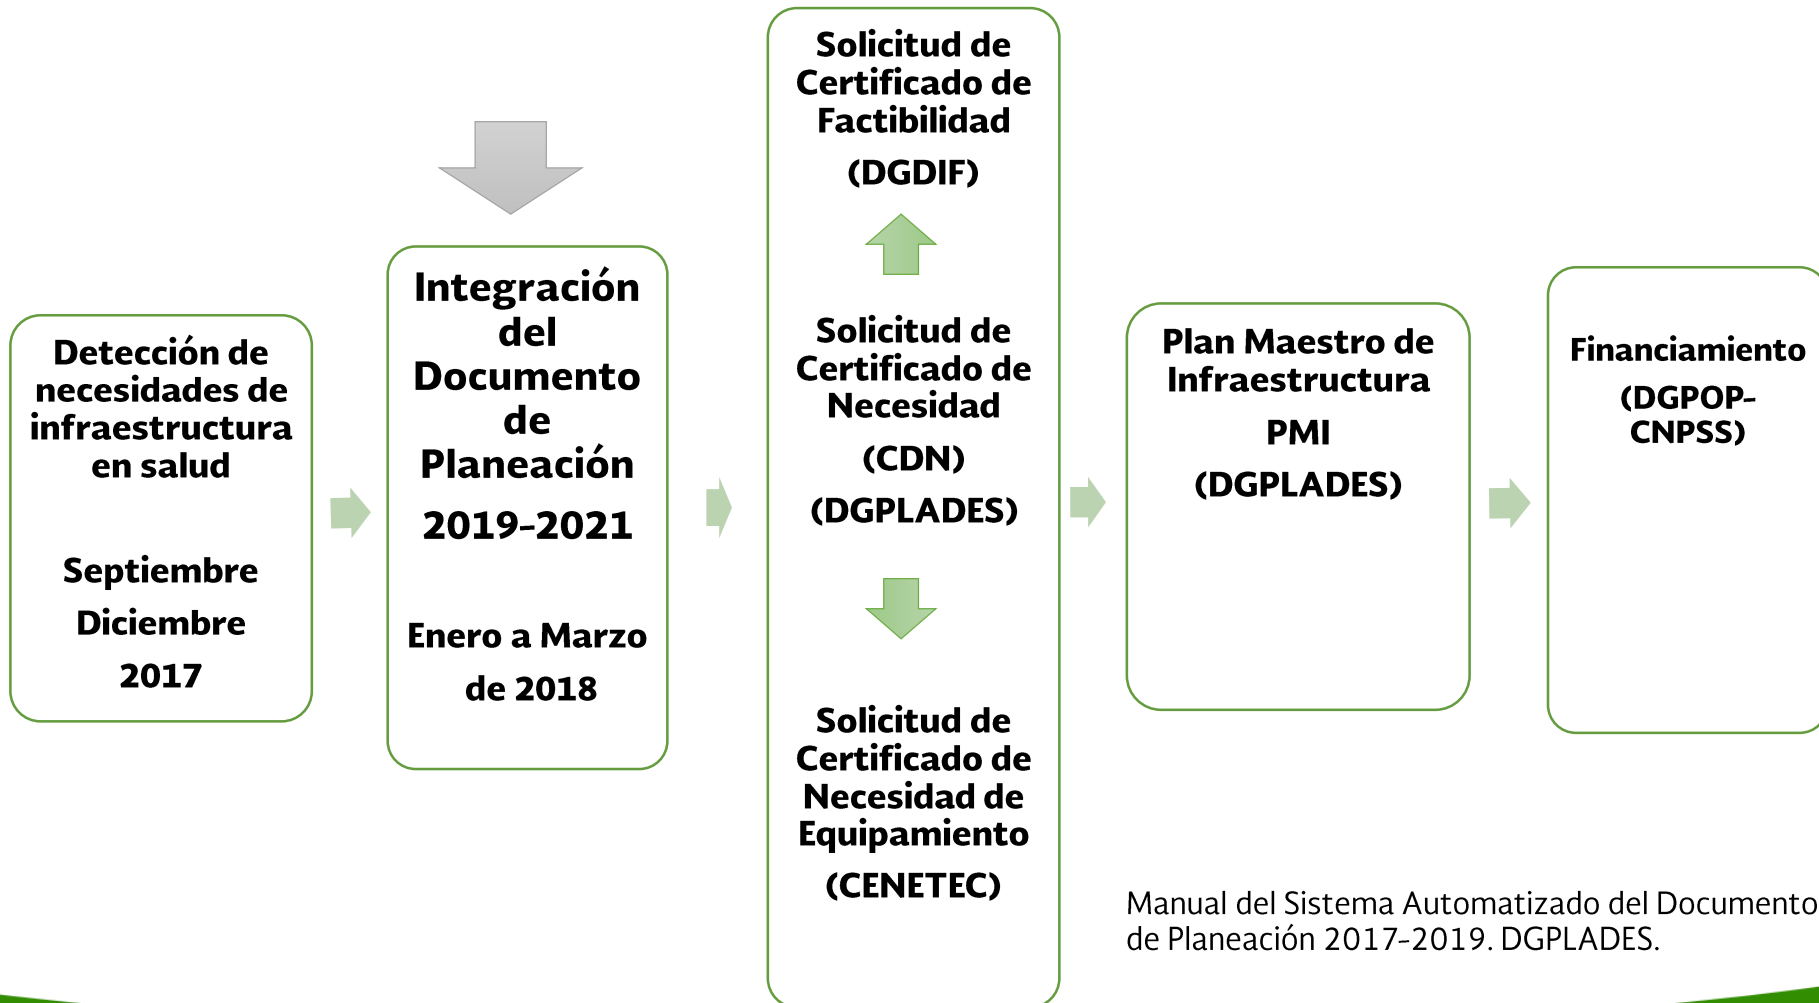 Detección de
necesidades de
infraestructura
en salud
Septiembre
Diciembre
2017
Integración
del
Documento
de
Planeación
2019-2021
Enero a Marzo
de 2018
Solicitud de
Certificado de
Factibilidad
(DGDIF)
Solicitud de
Certificado de
Necesidad
(CDN)
(DGPLADES)
Solicitud de
Certificado de
Necesidad de
Equipamiento
(CENETEC)
Plan Maestro de
Infraestructura
PMI
(DGPLADES)
Financiamiento
(DGPOP-
CNPSS)
Manual del Sistema Automatizado del Documento
de Planeación 2017-2019. DGPLADES.